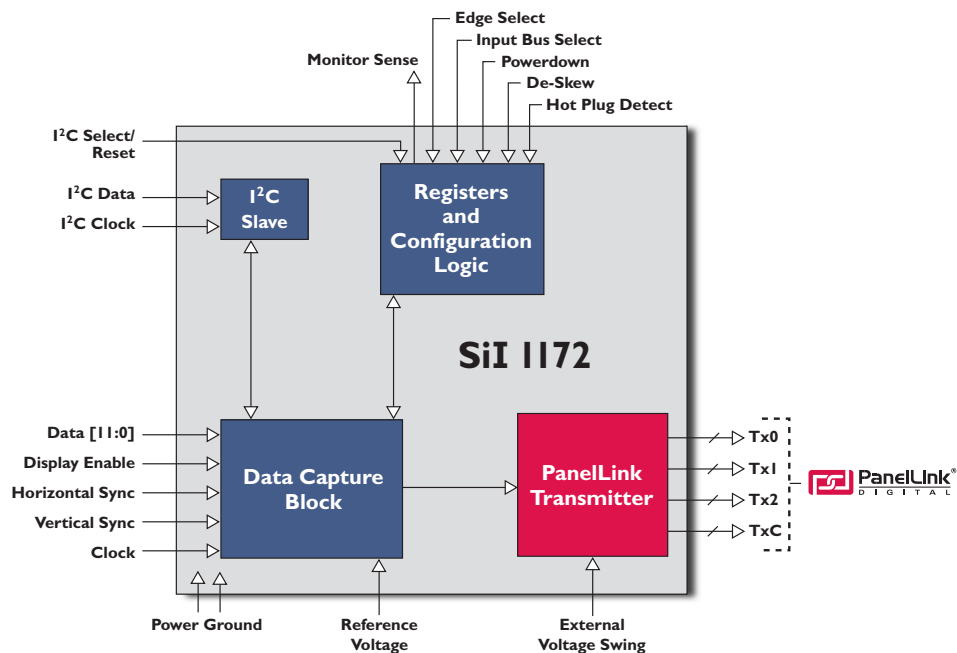 Edge Select
Input Bus Select
Monitor Sense
Powerdown
De-Skew
Hot Plug Detect
I²C Select/
Reset
I²C Data
I²C Clock
I²C
Slave
Registers
and
Configuration
Logic
SiI 1172
Data [11:0]
Display Enable
Horizontal Sync
Vertical Sync
Clock
Data Capture
Block
PanelLink
Transmitter
Tx0
Tx1
Tx2
TxC
PanelLink®
DIGITAL
Power Ground
Reference
Voltage
External
Voltage Swing